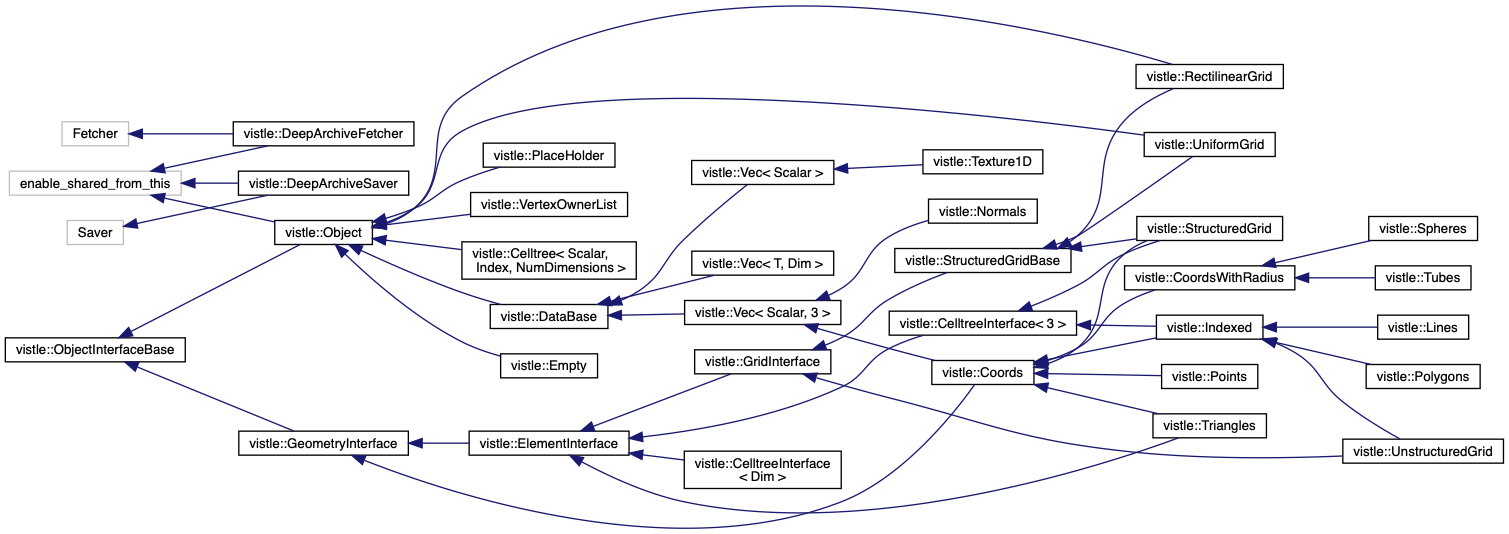 vistle::RectilinearGrid
Fetcher
vistle::DeepArchiveFetcher
vistle::UniformGrid
vistle::PlaceHolder
vistle::Texture1D
vistle::Vec< Scalar >
enable_shared_from_this
vistle::DeepArchiveSaver
vistle::VertexOwnerList
vistle::Normals
Saver
vistle::Object
vistle::StructuredGrid
vistle::Spheres
vistle::Celltree< Scalar,
Index, NumDimensions >
vistle::Vec< T, Dim >
vistle::StructuredGridBase
vistle::CoordsWithRadius
vistle::Tubes
vistle::DataBase
vistle::Vec< Scalar, 3 >
vistle::CelltreeInterface< 3 >
vistle::Indexed
vistle::Lines
vistle::ObjectInterfaceBase
vistle::Empty
vistle::GridInterface
vistle::Coords
vistle::Points
vistle::Polygons
vistle::GeometryInterface
vistle::ElementInterface
vistle::Triangles
vistle::UnstructuredGrid
vistle::CelltreeInterface
< Dim >